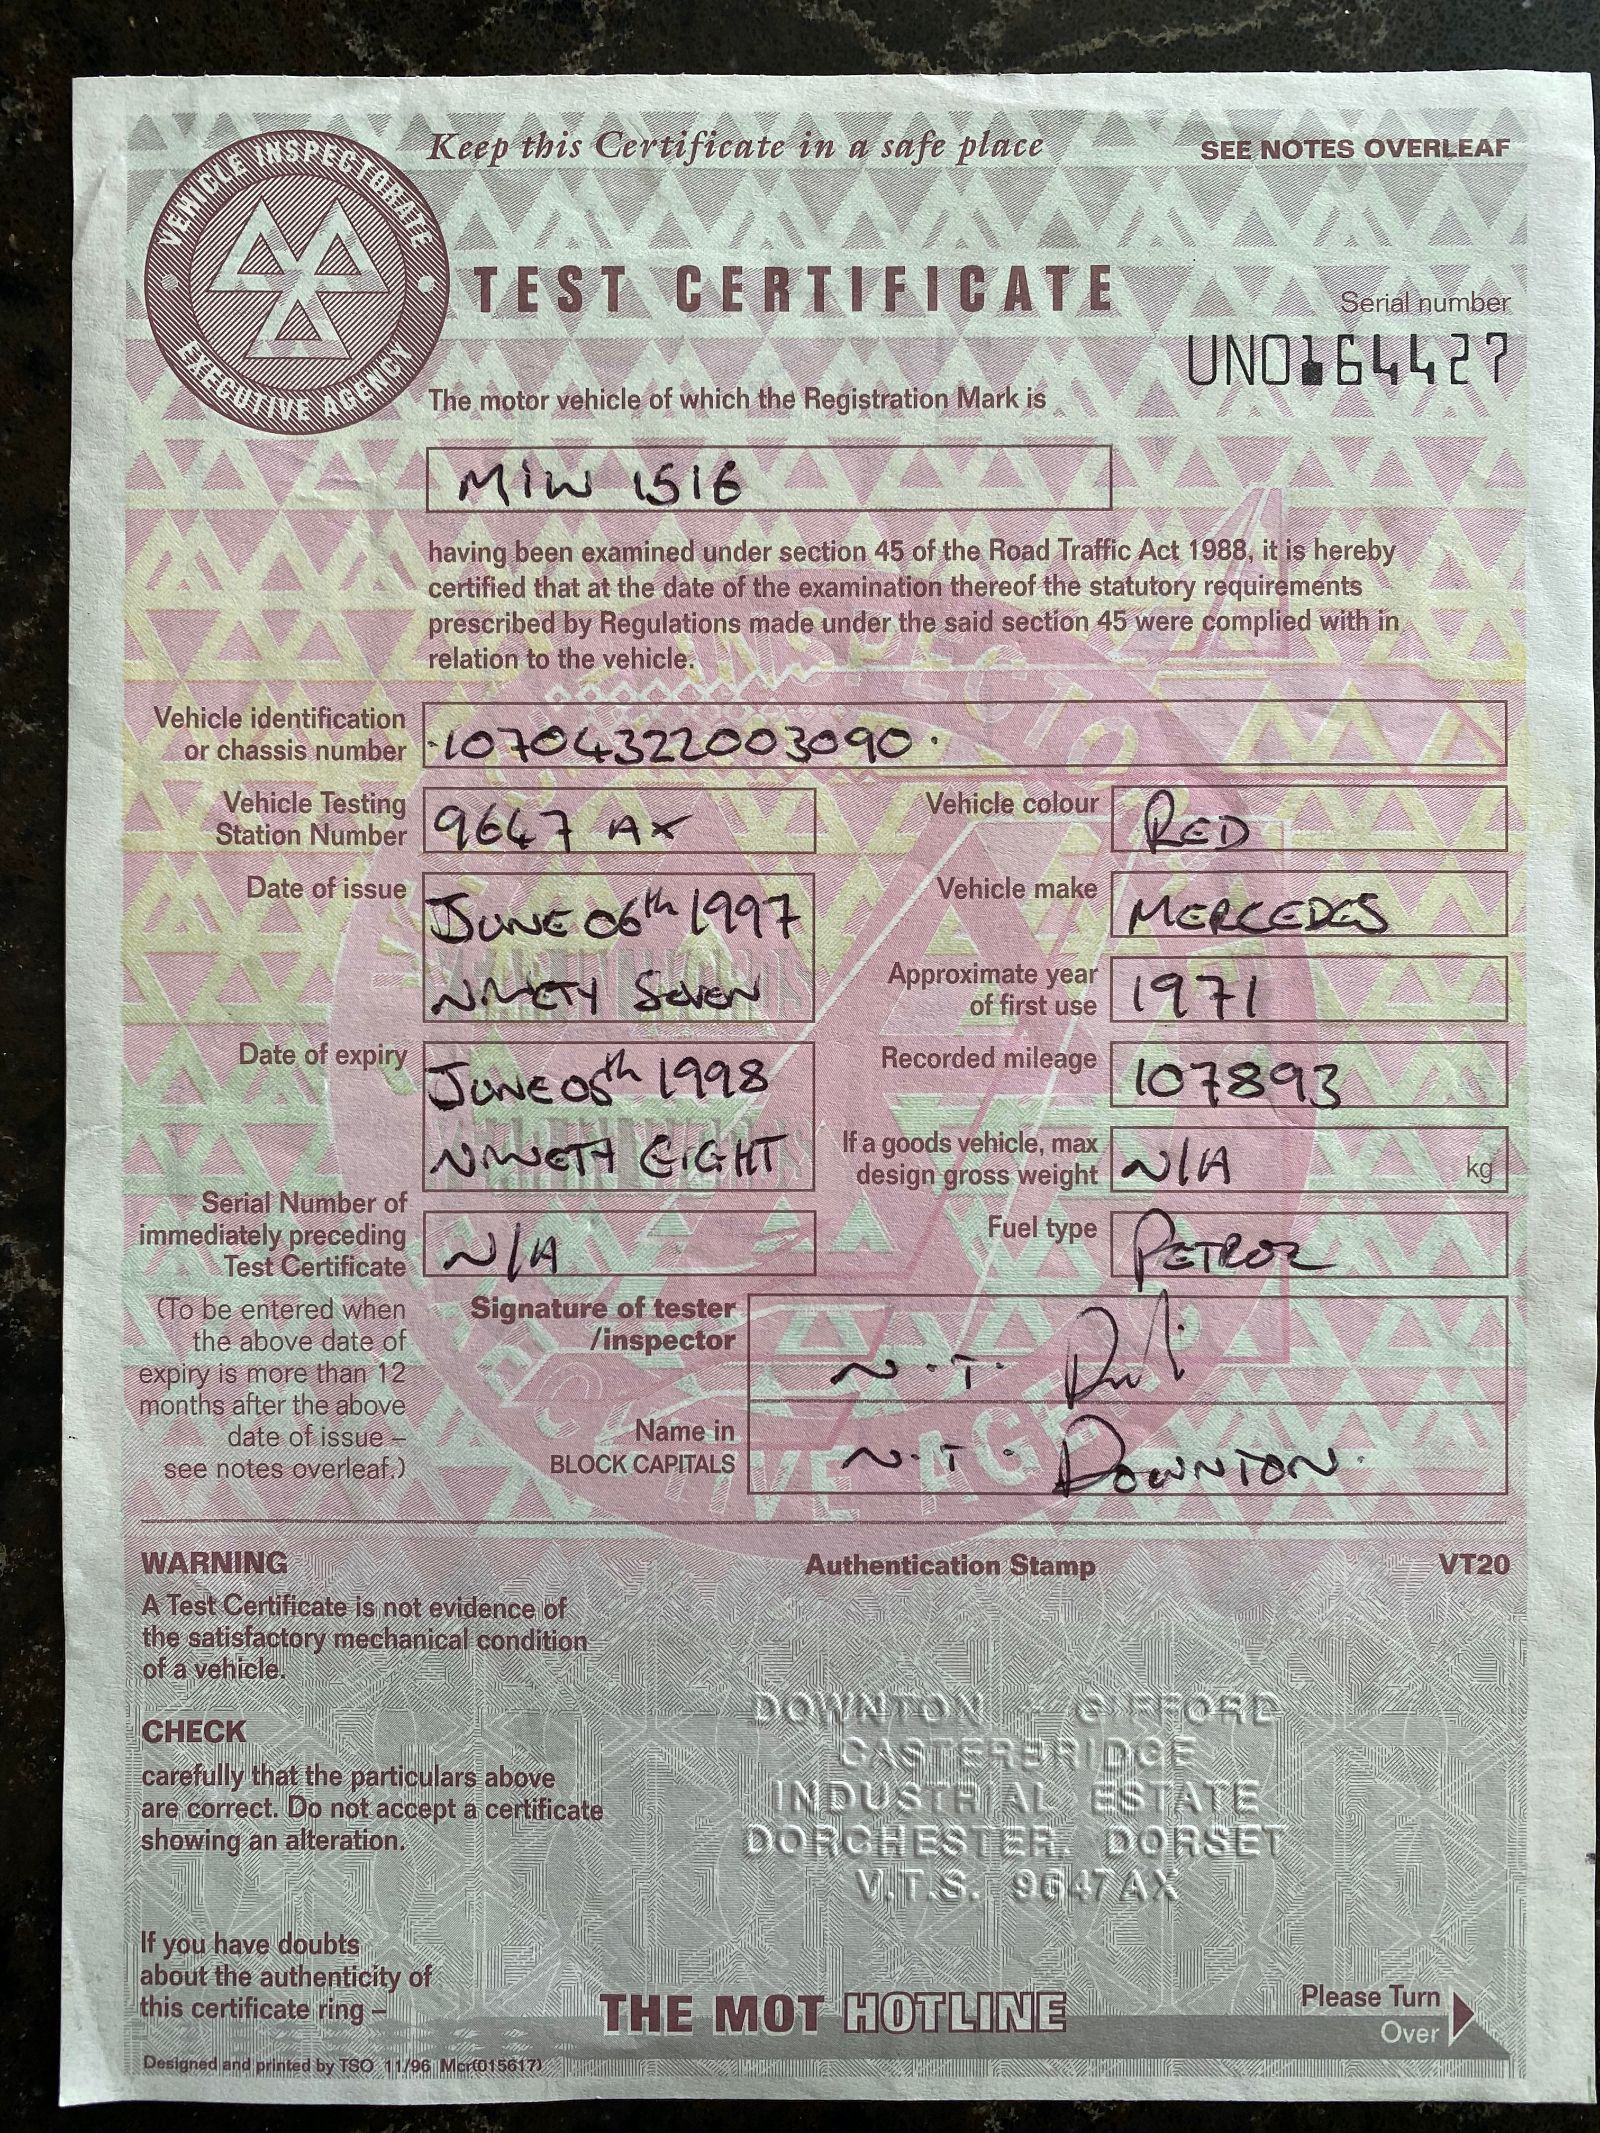 Keep this Certificate in a safe place
SEE NOTES OVERLEAF
VEHICLE INSPECTORATE
EXECUTIVE AGENCY
TEST CERTIFICATE
Serial number
UNO164427
The motor vehicle of which the Registration Mark is
MIW 1516
having been examined under section 45 of the Road Traffic Act 1988, it is hereby
certified that at the date of the examination thereof the statutory requirements
prescribed by Regulations made under the said section 45 were complied with in
relation to the vehicle.
Vehicle identification
or chassis number
10704322003090
Vehicle Testing
Station Number
9647 AX
Vehicle colour
RED
Date of issue
JUNE 06th 1997
NINETY SEVEN
Vehicle make
MERCEDES
Approximate year
of first use
1971
Date of expiry
JUNE 05th 1998
NINETY EIGHT
Recorded mileage
107893
If a goods vehicle, max
design gross weight
N/A
kg
Serial Number of
immediately preceding
Test Certificate
N/A
Fuel type
PETROL
(To be entered when
the above date of
expiry is more than 12
months after the above
date of issue –
see notes overleaf.)
Signature of tester
/inspector
N.T.
Name in
BLOCK CAPITALS
N.T. DOWNTON.
WARNING
A Test Certificate is not evidence of
the satisfactory mechanical condition
of a vehicle.
Authentication Stamp
VT20
CHECK
carefully that the particulars above
are correct. Do not accept a certificate
showing an alteration.
DOWNTON GIFFORD
CASTERBRIDGE
INDUSTRIAL ESTATE
DORCHESTER. DORSET
V.T.S. 9647AX
If you have doubts
about the authenticity of
this certificate ring –
THE MOT HOTLINE
Please Turn
Over
Designed and printed by TSO 11/96 Mcr(015617)